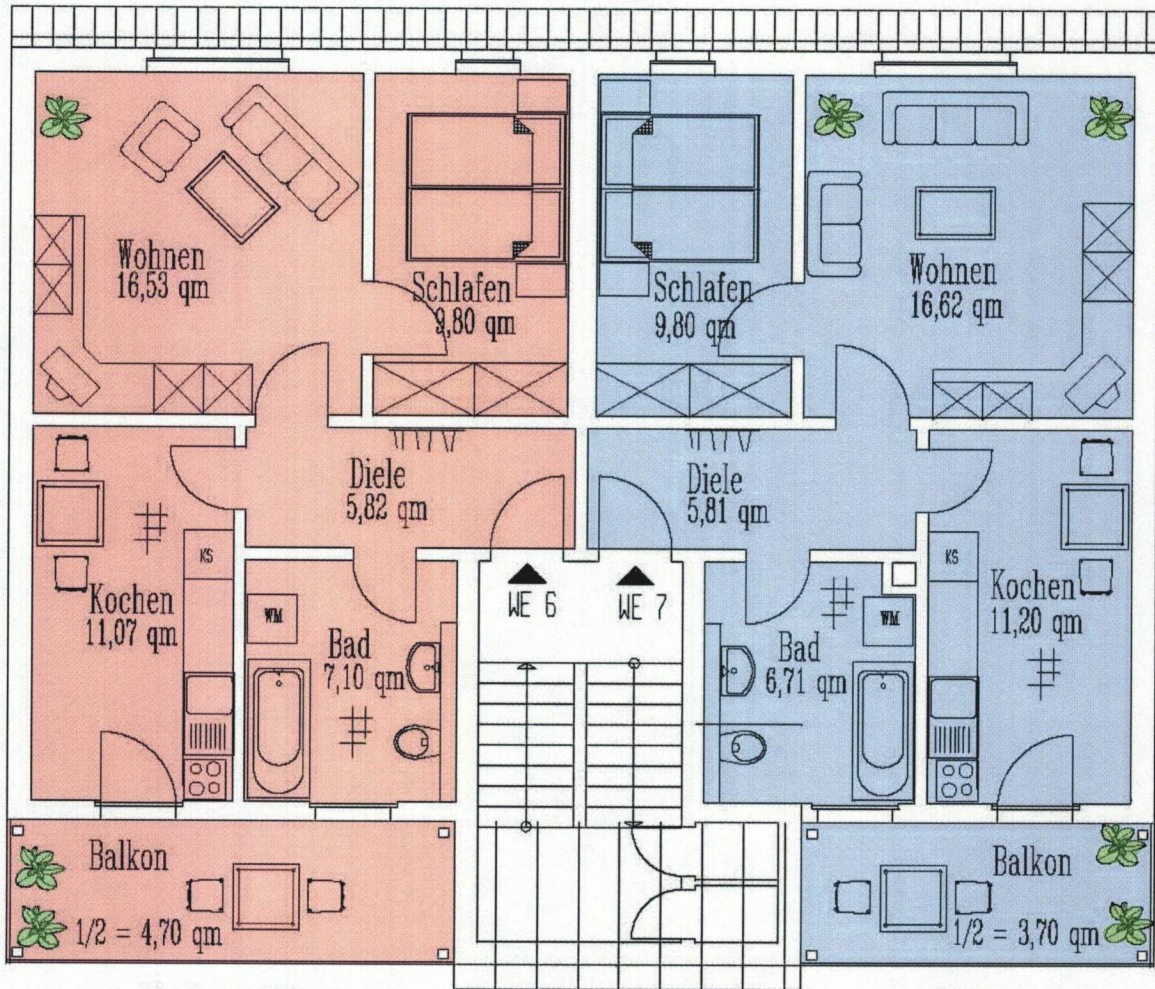 Wohnen
16,53 qm
Schlafen
9,80 qm
Schlafen
9,80 qm
Wohnen
16,62 qm
Diele
5,82 qm
Diele
5,81 qm
KS
KS
Kochen
11,07 qm
WM
Bad
7,10 qm
WE 6
WE 7
Bad
6,71 qm
WM
Kochen
11,20 qm
Balkon
1/2 = 4,70 qm
Balkon
1/2 = 3,70 qm